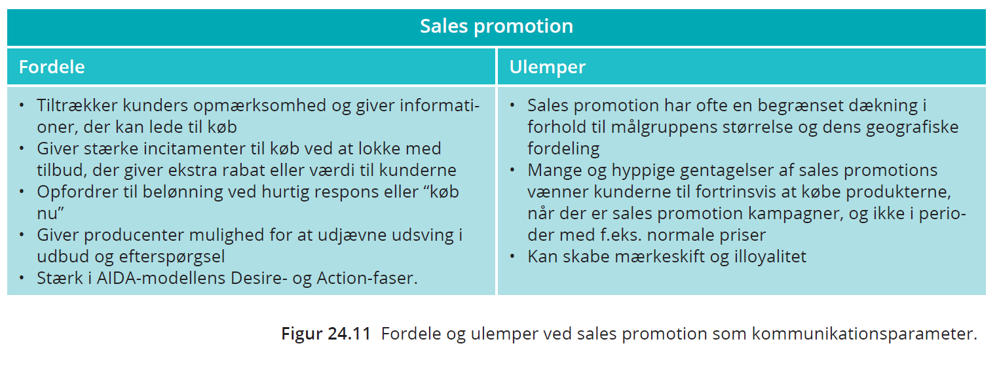 Sales promotion
Fordele
Ulemper
• Tiltrækker kunders opmærksomhed og giver informati-
oner, der kan lede til køb
• Giver stærke incitamenter til køb ved at lokke med
tilbud, der giver ekstra rabat eller værdi til kunderne
• Opfordrer til belønning ved hurtig respons eller “køb
nu”
• Giver producenter mulighed for at udjævne udsving i
udbud og efterspørgsel
• Stærk i AIDA-modellens Desire- og Action-faser.
• Sales promotion har ofte en begrænset dækning i
forhold til målgruppens størrelse og dens geografiske
fordeling
• Mange og hyppige gentagelser af sales promotions
vænner kunderne til fortrinsvis at købe produkterne,
når der er sales promotion kampagner, og ikke i perio-
der med f.eks. normale priser
• Kan skabe mærkeskift og illoyalitet
Figur 24.11 Fordele og ulemper ved sales promotion som kommunikationsparameter.